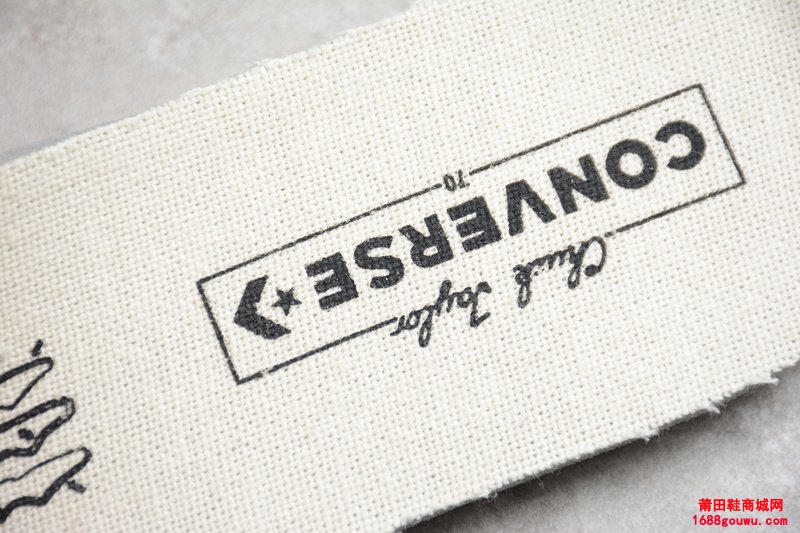 Chuck Taylor
CONVERSE
70
莆田鞋商城网
1688gouwu.com